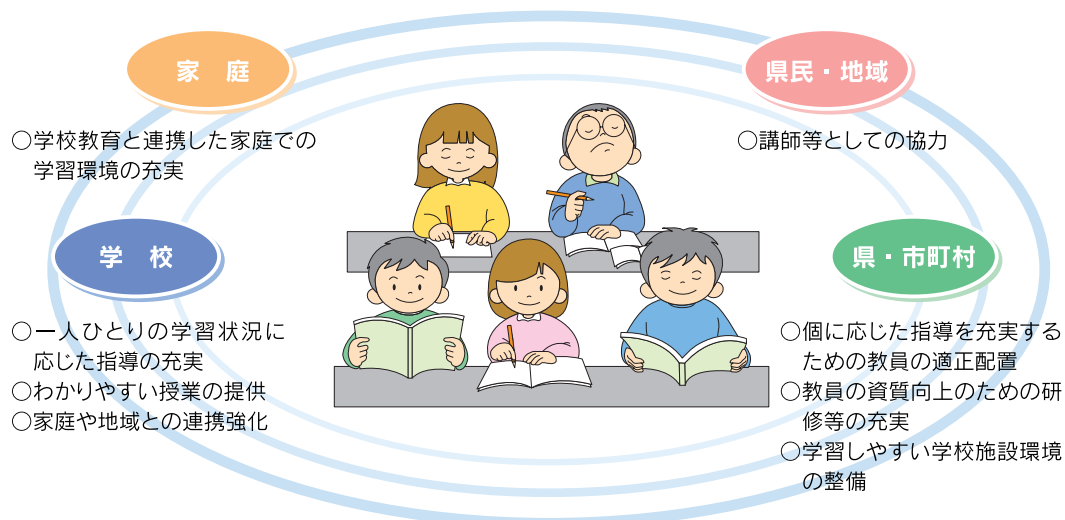 家　庭
○学校教育と連携した家庭での
学習環境の充実
県民・地域
○講師等としての協力
学　校
○一人ひとりの学習状況に
応じた指導の充実
○わかりやすい授業の提供
○家庭や地域との連携強化
県・市町村
○個に応じた指導を充実する
ための教員の適正配置
○教員の資質向上のための研
修等の充実
○学習しやすい学校施設環境
の整備